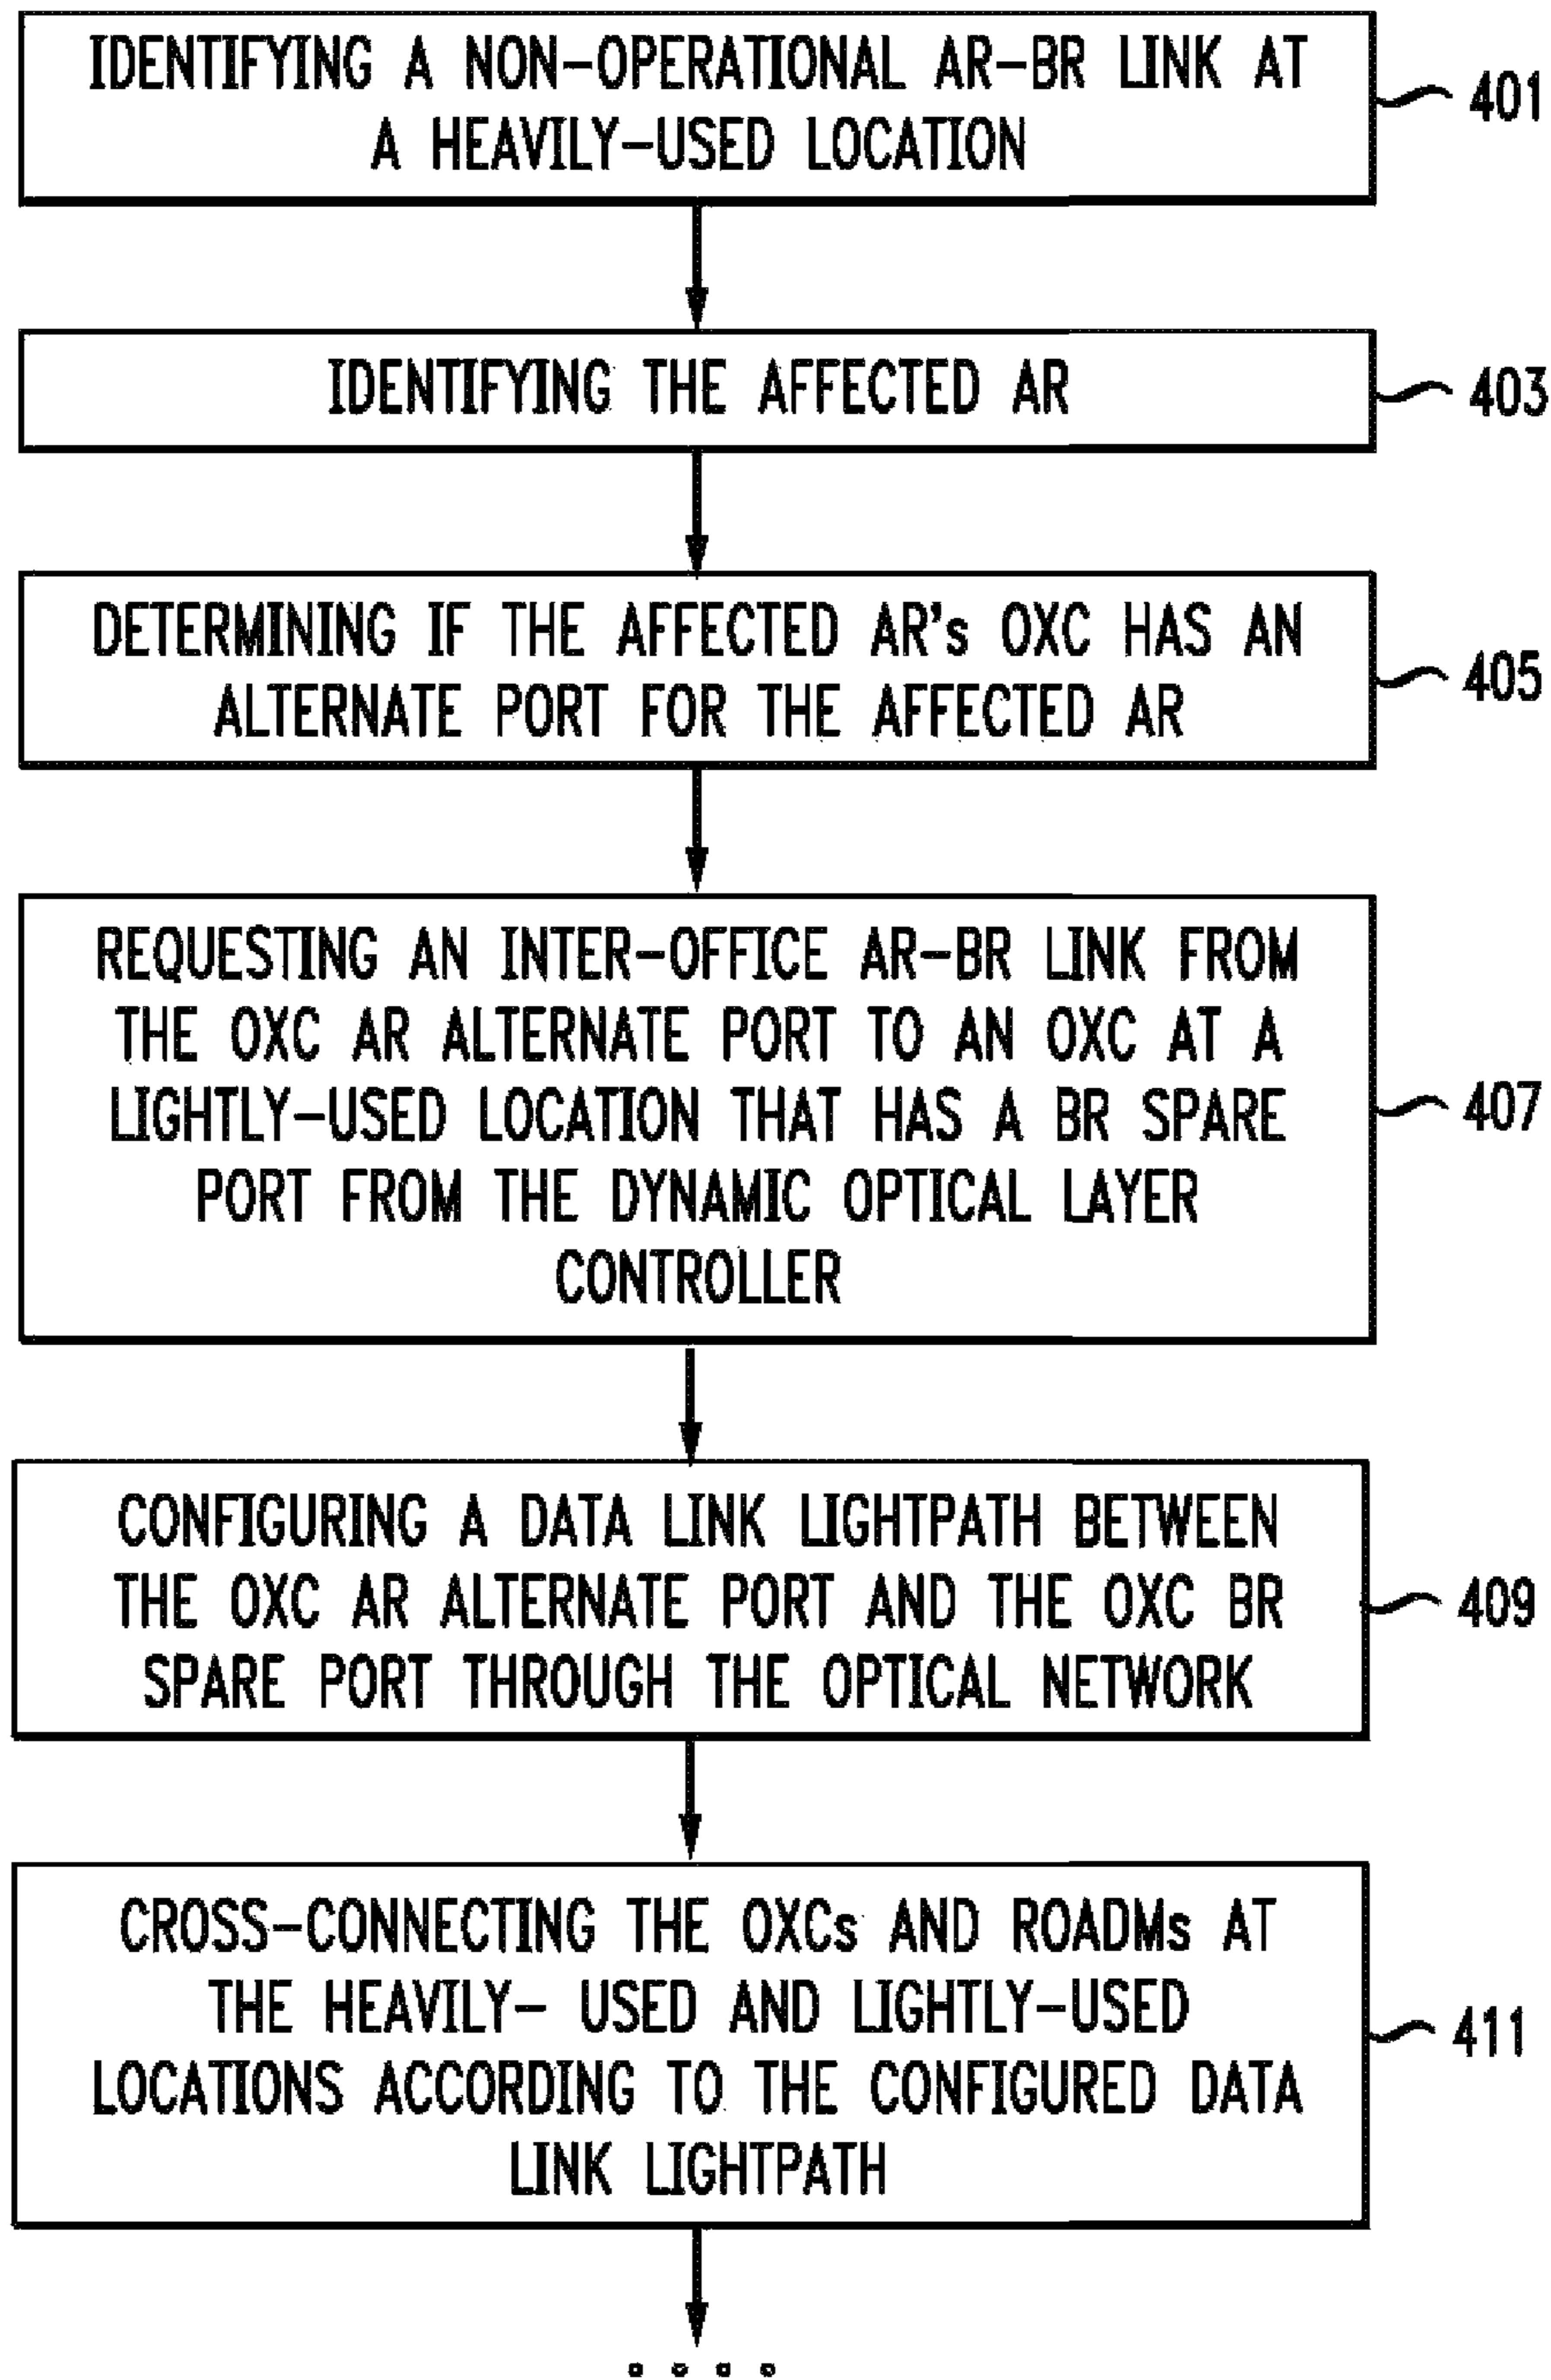 IDENTIFYING A NON-OPERATIONAL AR-BR LINK AT
A HEAVILY-USED LOCATION
401
IDENTIFYING THE AFFECTED AR
403
DETERMINING IF THE AFFECTED AR's OXC HAS AN
ALTERNATE PORT FOR THE AFFECTED AR
405
REQUESTING AN INTER-OFFICE AR-BR LINK FROM
THE OXC AR ALTERNATE PORT TO AN OXC AT A
LIGHTLY-USED LOCATION THAT HAS A BR SPARE
PORT FROM THE DYNAMIC OPTICAL LAYER
CONTROLLER
407
CONFIGURING A DATA LINK LIGHTPATH BETWEEN
THE OXC AR ALTERNATE PORT AND THE OXC BR
SPARE PORT THROUGH THE OPTICAL NETWORK
409
CROSS-CONNECTING THE OXCs AND ROADMs AT
THE HEAVILY- USED AND LIGHTLY-USED
LOCATIONS ACCORDING TO THE CONFIGURED DATA
LINK LIGHTPATH
411